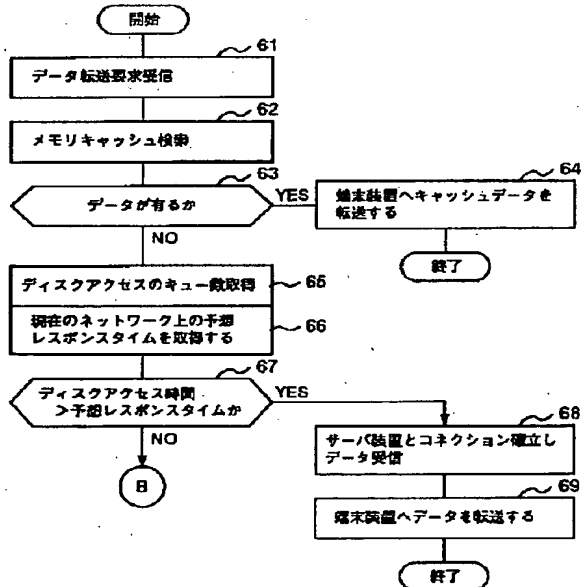 開始
61
データ転送要求受信
62
メモリキャッシュ検索
63
データが有るか
YES
64
端末装置へキャッシュデータを
転送する
終了
NO
ディスクアクセスのキュー数取得
65
現在のネットワーク上の予想
レスポンスタイムを取得する
66
67
ディスクアクセス時間
>予想レスポンスタイムか
YES
68
サーバ装置とコネクション確立し
データ受信
NO
B
69
端末装置へデータを転送する
終了